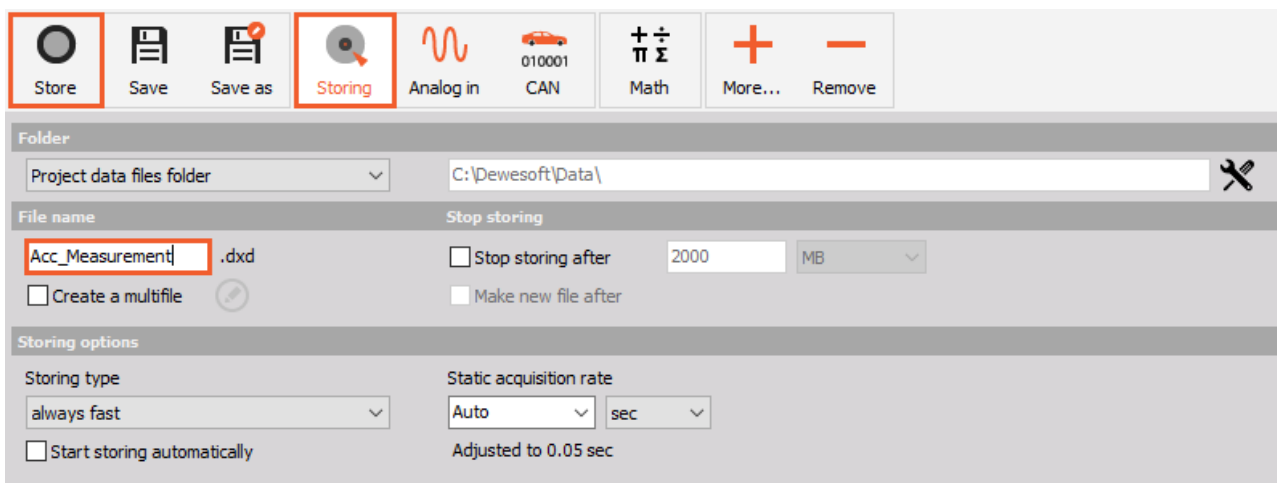 010001
Store Save Save as Storing Analog in CAN Math More... Remove
Folder
Project data files folder C:\Dewesoft\Data\
File name Stop storing
Acc_Measurement .dxd Stop storing after 2000 MB
Create a multifile Make new file after
Storing options
Storing type Static acquisition rate
always fast Auto sec
Start storing automatically Adjusted to 0.05 sec